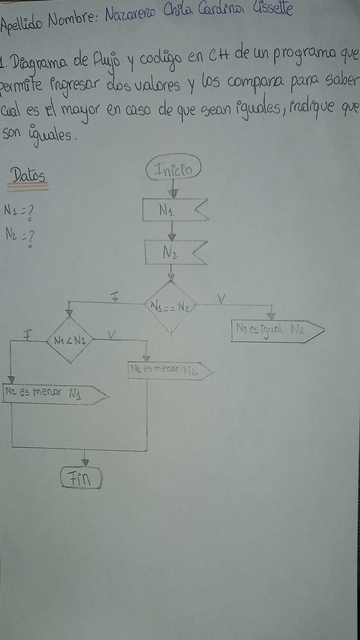 Apellido Nombre: Nazareno Chila Cardina Lissette
1. Diagrama de Flujo y codigo en C++ de un programa que
permite ingresar dos valores y los compara para saber
cual es el mayor en caso de que sean iguales, indique que
son iguales.
Datos
N1=?
N2=?
Inicio
N1
N2
N1==N2
F
V
N1 es igual N2
N1<N2
F
V
N1 es menor N2
N2 es menor N1
Fin